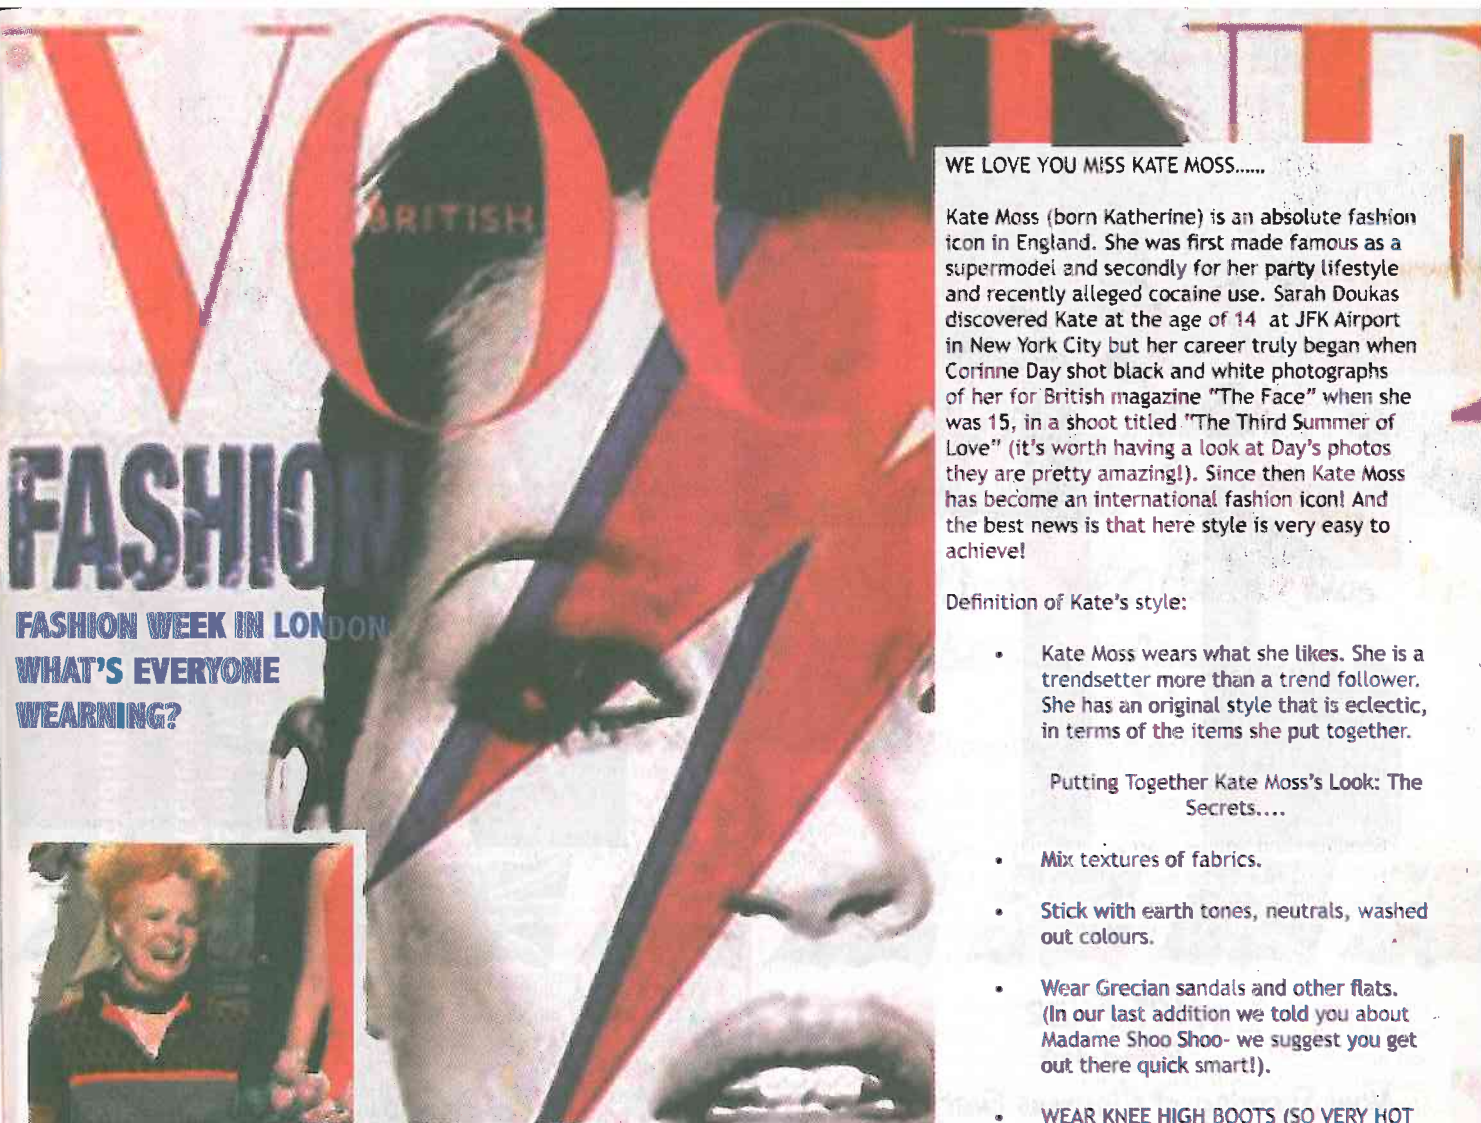 VOGUE
BRITISH
FASHION
FASHION WEEK IN LONDON
WHAT'S EVERYONE
WEARNING?
WE LOVE YOU MISS KATE MOSS......
Kate Moss (born Katherine) is an absolute fashion
icon in England. She was first made famous as a
supermodel and secondly for her party lifestyle
and recently alleged cocaine use. Sarah Doukas
discovered Kate at the age of 14 at JFK Airport
in New York City but her career truly began when
Corinne Day shot black and white photographs
of her for British magazine "The Face" when she
was 15, in a shoot titled "The Third Summer of
Love" (it's worth having a look at Day's photos
they are pretty amazing!). Since then Kate Moss
has become an international fashion icon! And
the best news is that here style is very easy to
achieve!
Definition of Kate's style:
• Kate Moss wears what she likes. She is a
trendsetter more than a trend follower.
She has an original style that is eclectic,
in terms of the items she put together.
Putting Together Kate Moss's Look: The
Secrets....
• Mix textures of fabrics.
• Stick with earth tones, neutrals, washed
out colours.
• Wear Grecian sandals and other flats.
(In our last addition we told you about
Madame Shoo Shoo- we suggest you get
out there quick smart!).
• WEAR KNEE HIGH BOOTS (SO VERY HOT